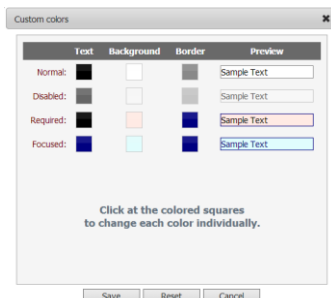 Custom colors
Text Background Border Preview
Normal: Sample Text
Disabled: Sample Text
Required: Sample Text
Focused: Sample Text
Click at the colored squares
to change each color individually.
Save Reset Cancel